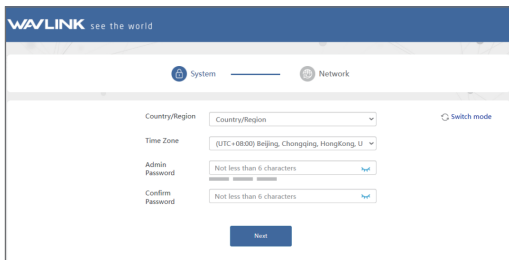 WAVLINK see the world
System
Network
Country/Region
Country/Region
Switch mode
Time Zone
(UTC+08:00) Beijing, Chongqing, HongKong, U
Admin
Password
Not less than 6 characters
Confirm
Password
Not less than 6 characters
Next